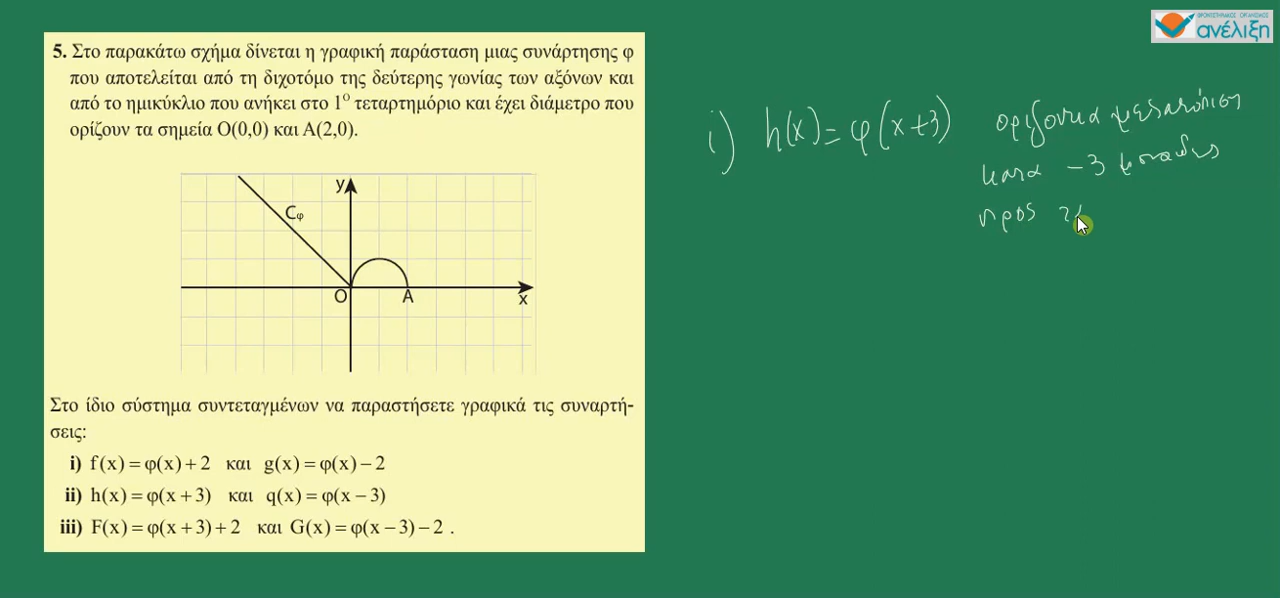 ΦΡΟΝΤΙΣΤΗΡΙΑΚΟΣ ΟΡΓΑΝΙΣΜΟΣ
ανέλιξη
5. Στο παρακάτω σχήμα δίνεται η γραφική παράσταση μιας συνάρτησης φ
που αποτελείται από τη διχοτόμο της δεύτερης γωνίας των αξόνων και
από το ημικύκλιο που ανήκει στο 1º τεταρτημόριο και έχει διάμετρο που
ορίζουν τα σημεία Ο(0,0) και Α(2,0).
y
Cφ
O A x
Στο ίδιο σύστημα συντεταγμένων να παραστήσετε γραφικά τις συναρτή-
σεις:
i) f(x) = φ(x) + 2 και g(x) = φ(x) − 2
ii) h(x) = φ(x + 3) και q(x) = φ(x − 3)
iii) F(x) = φ(x + 3) + 2 και G(x) = φ(x − 3) − 2 .
i) h(x) = φ(x+3) οριζοντια μετατοπιση
κατα −3 μοναδες
προς